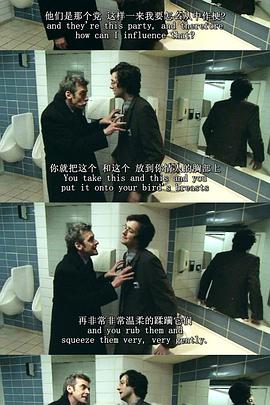 他们是那个党 这样一来我要怎么从中作梗?
and they're this party, and therefore
how can I influence that?
你就把这个 和这个 放到你情人的胸部上
You take this and this and you
put it onto your bird's breasts
再非常非常温柔的蹂躏它们
and you rub them and
squeeze them very, very gently.